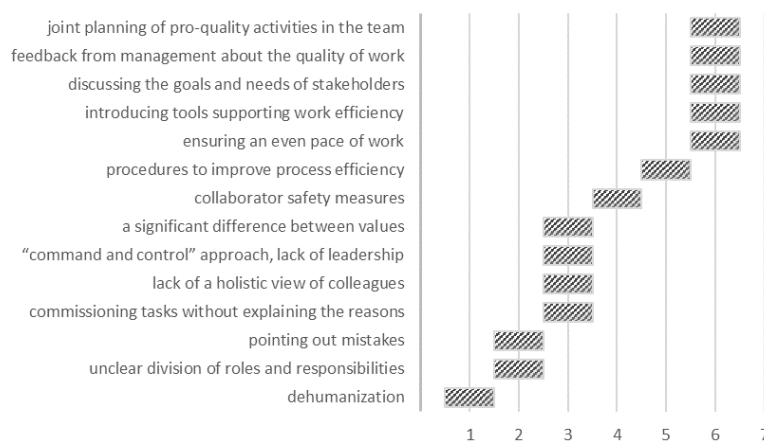 joint planning of pro-quality activities in the team
feedback from management about the quality of work
discussing the goals and needs of stakeholders
introducing tools supporting work efficiency
ensuring an even pace of work
procedures to improve process efficiency
collaborator safety measures
a significant difference between values
“command and control” approach, lack of leadership
lack of a holistic view of colleagues
commissioning tasks without explaining the reasons
pointing out mistakes
unclear division of roles and responsibilities
dehumanization
1 2 3 4 5 6 7